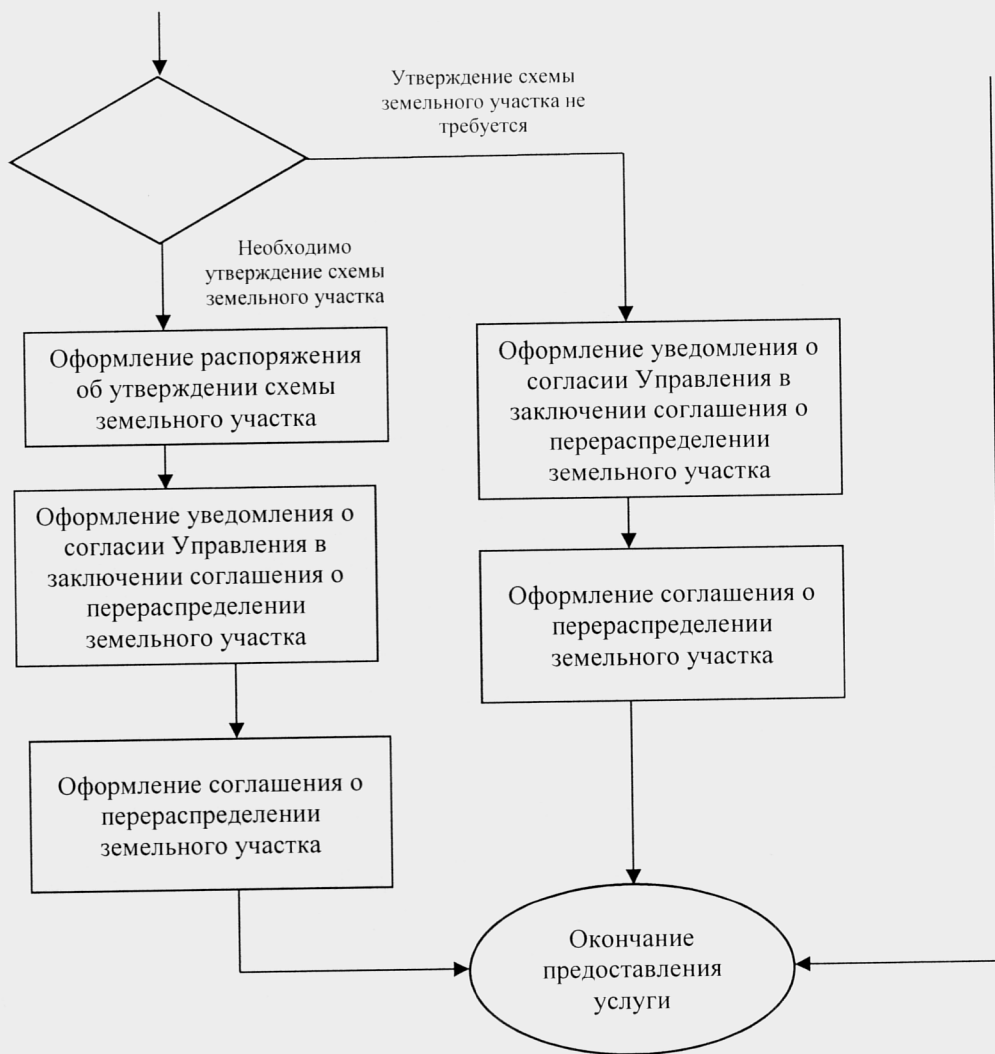 Утверждение схемы
земельного участка не
требуется
Необходимо
утверждение схемы
земельного участка
Оформление распоряжения
об утверждении схемы
земельного участка
Оформление уведомления о
согласии Управления в
заключении соглашения о
перераспределении
земельного участка
Оформление уведомления о
согласии Управления в
заключении соглашения о
перераспределении
земельного участка
Оформление соглашения о
перераспределении
земельного участка
Оформление соглашения о
перераспределении
земельного участка
Окончание
предоставления
услуги